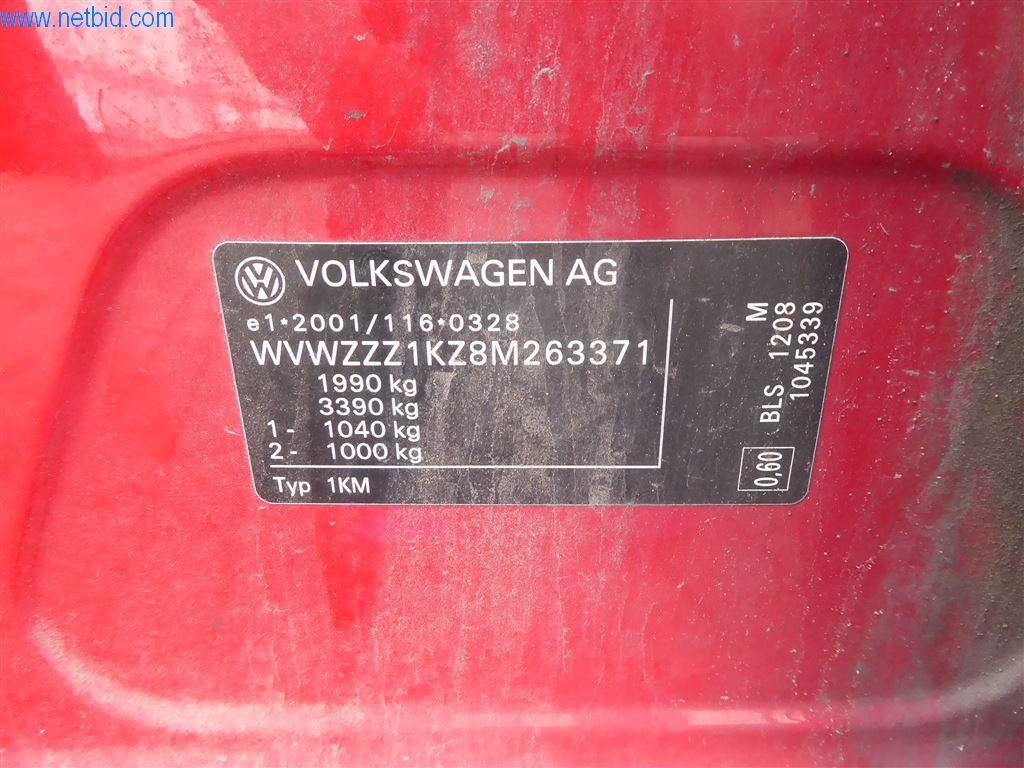 NetBid
www.netbid.com
VOLKSWAGEN AG
e1*2001/116*0328
WVWZZZ1KZ8M263371
1990 kg
3390 kg
1- 1040 kg
2- 1000 kg
Typ 1KM
M
BLS 1208
1045339
0,60